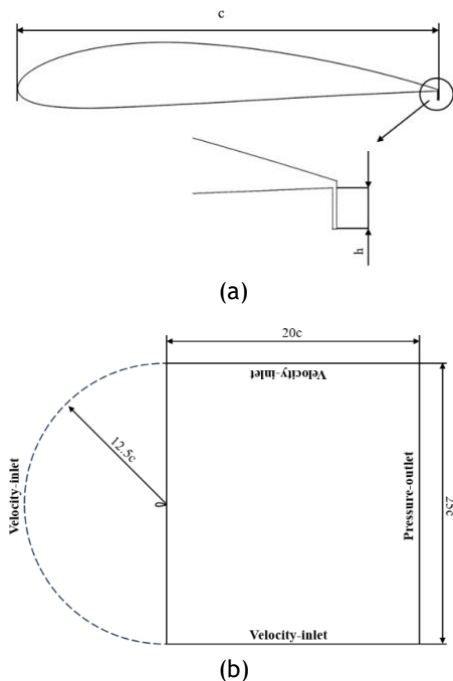 c
h
(a)
20c
Velocity-inlet
12.5c
Velocity-inlet
Pressure-outlet
25c
Velocity-inlet
(b)